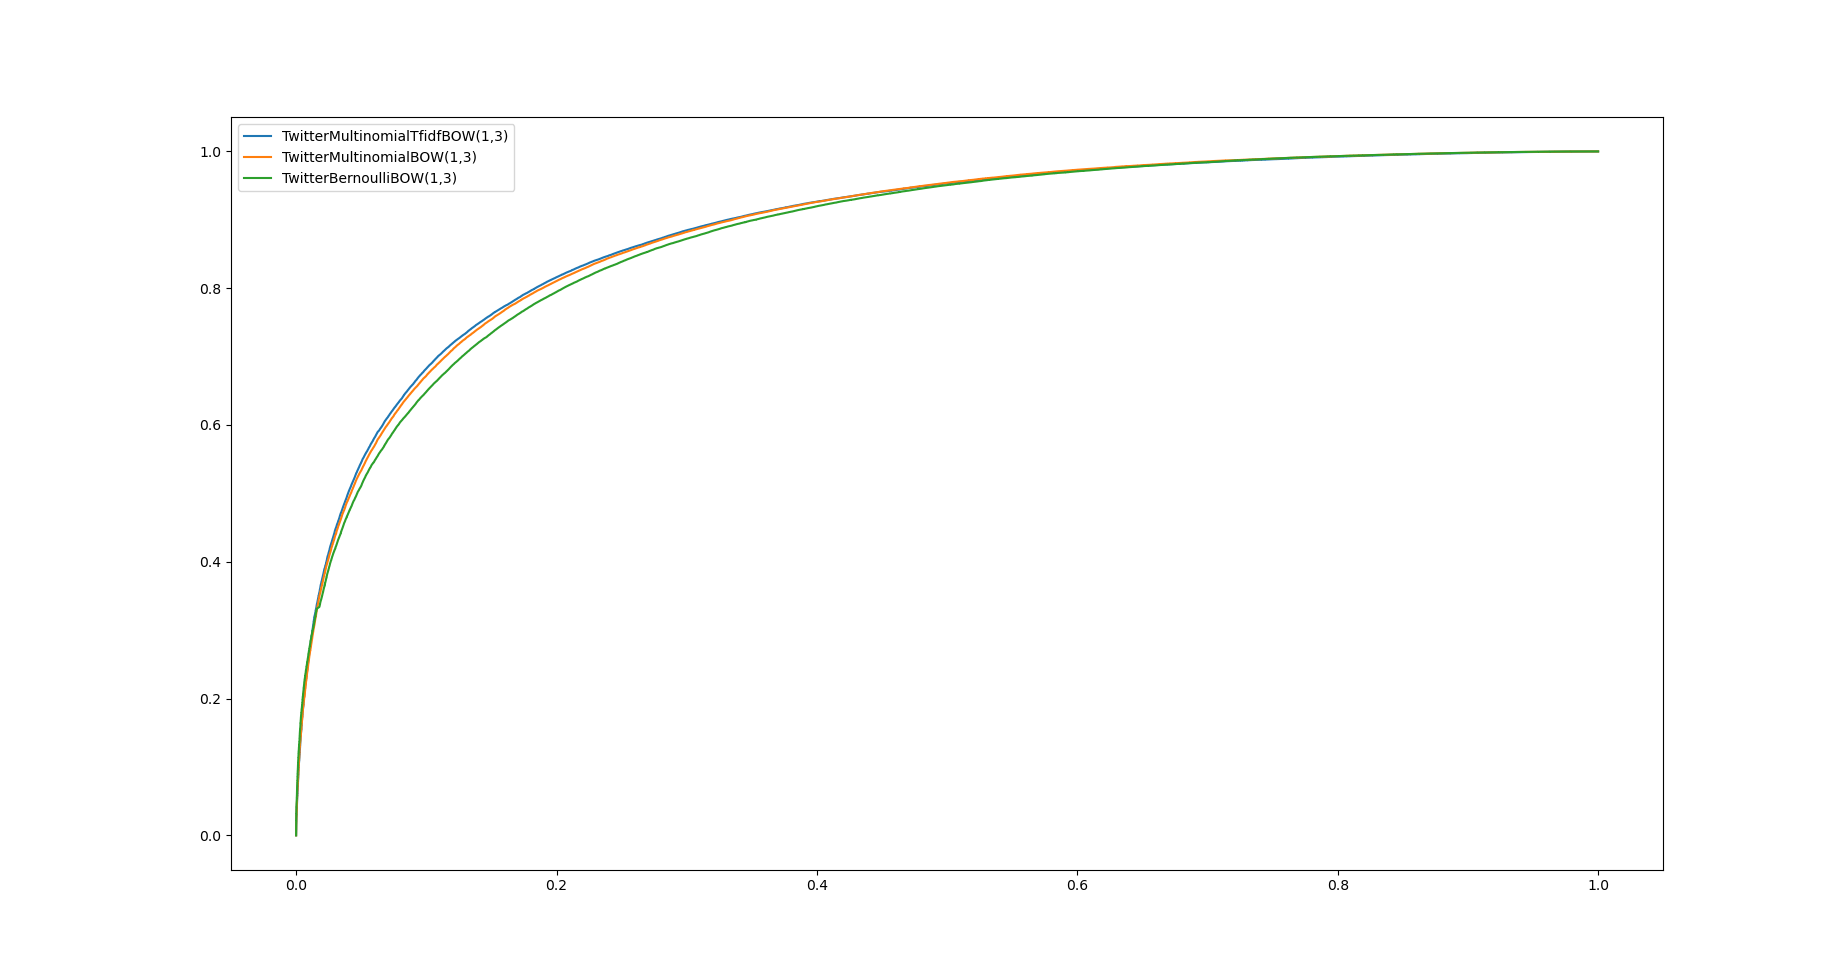 TwitterMultinomialTfidfBOW(1,3)
TwitterMultinomialBOW(1,3)
TwitterBernoulliBOW(1,3)
1.0
0.8
0.6
0.4
0.2
0.0
0.0 0.2 0.4 0.6 0.8 1.0